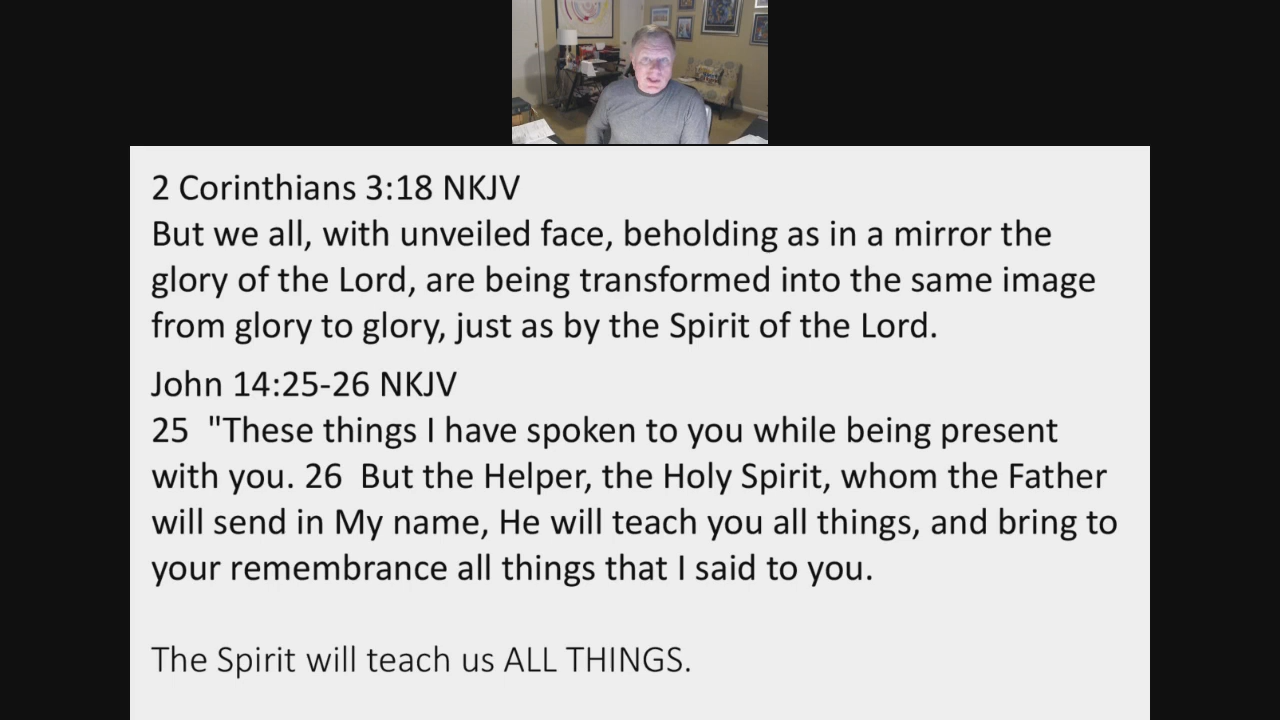 2 Corinthians 3:18 NKJV
But we all, with unveiled face, beholding as in a mirror the
glory of the Lord, are being transformed into the same image
from glory to glory, just as by the Spirit of the Lord.
John 14:25-26 NKJV
25  "These things I have spoken to you while being present
with you. 26  But the Helper, the Holy Spirit, whom the Father
will send in My name, He will teach you all things, and bring to
your remembrance all things that I said to you.
The Spirit will teach us ALL THINGS.